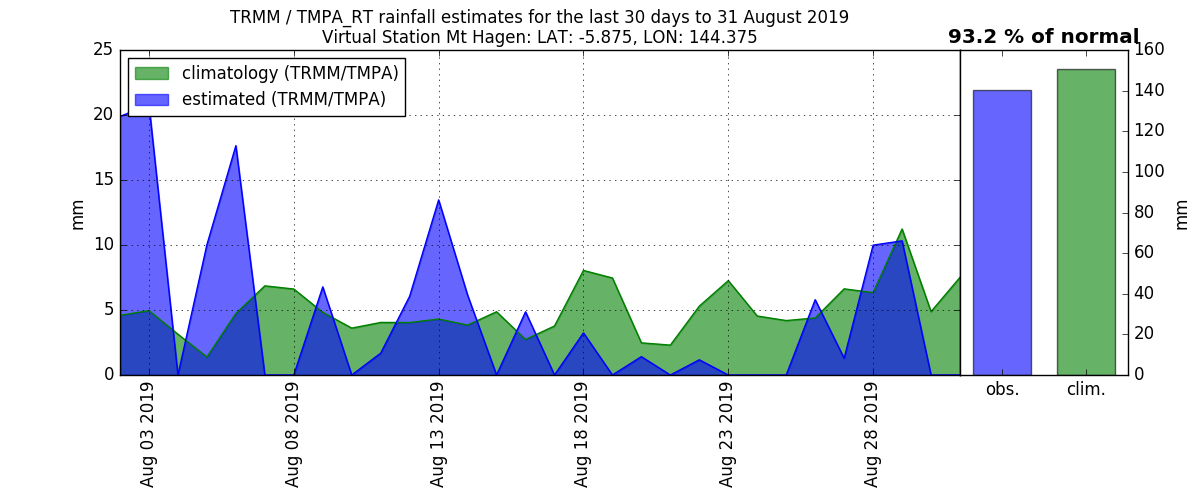 TRMM / TMPA_RT rainfall estimates for the last 30 days to 31 August 2019
Virtual Station Mt Hagen: LAT: -5.875, LON: 144.375
93.2 % of normal
climatology (TRMM/TMPA)
estimated (TRMM/TMPA)
25
20
15
10
5
0
mm
Aug 03 2019
Aug 08 2019
Aug 13 2019
Aug 18 2019
Aug 23 2019
Aug 28 2019
obs.
clim.
160
140
120
100
80
60
40
20
0
mm